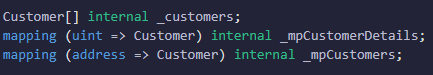 Customer[] internal _customers;
mapping (uint => Customer) internal _mpCustomerDetails;
mapping (address => Customer) internal _mpCustomers;